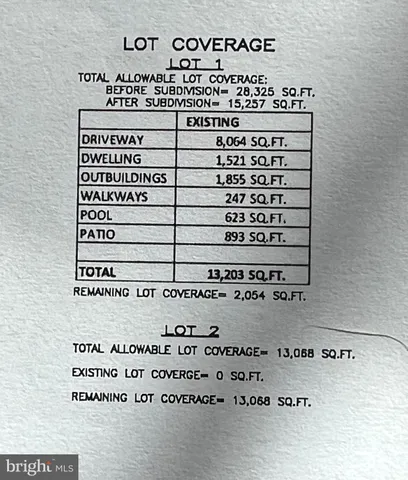 LOT COVERAGE
LOT 1
TOTAL ALLOWABLE LOT COVERAGE:
BEFORE SUBDIVISION= 28,325 SQ.FT.
AFTER SUBDIVISION= 15,257 SQ.FT.
EXISTING
DRIVEWAY 8,064 SQ.FT.
DWELLING 1,521 SQ.FT.
OUTBUILDINGS 1,855 SQ.FT.
WALKWAYS 247 SQ.FT.
POOL 623 SQ.FT.
PATIO 893 SQ.FT.
TOTAL 13,203 SQ.FT.
REMAINING LOT COVERAGE= 2,054 SQ.FT.
LOT 2
TOTAL ALLOWABLE LOT COVERAGE= 13,068 SQ.FT.
EXISTING LOT COVERGE= 0 SQ.FT.
REMAINING LOT COVERAGE= 13,068 SQ.FT.
bright MLS